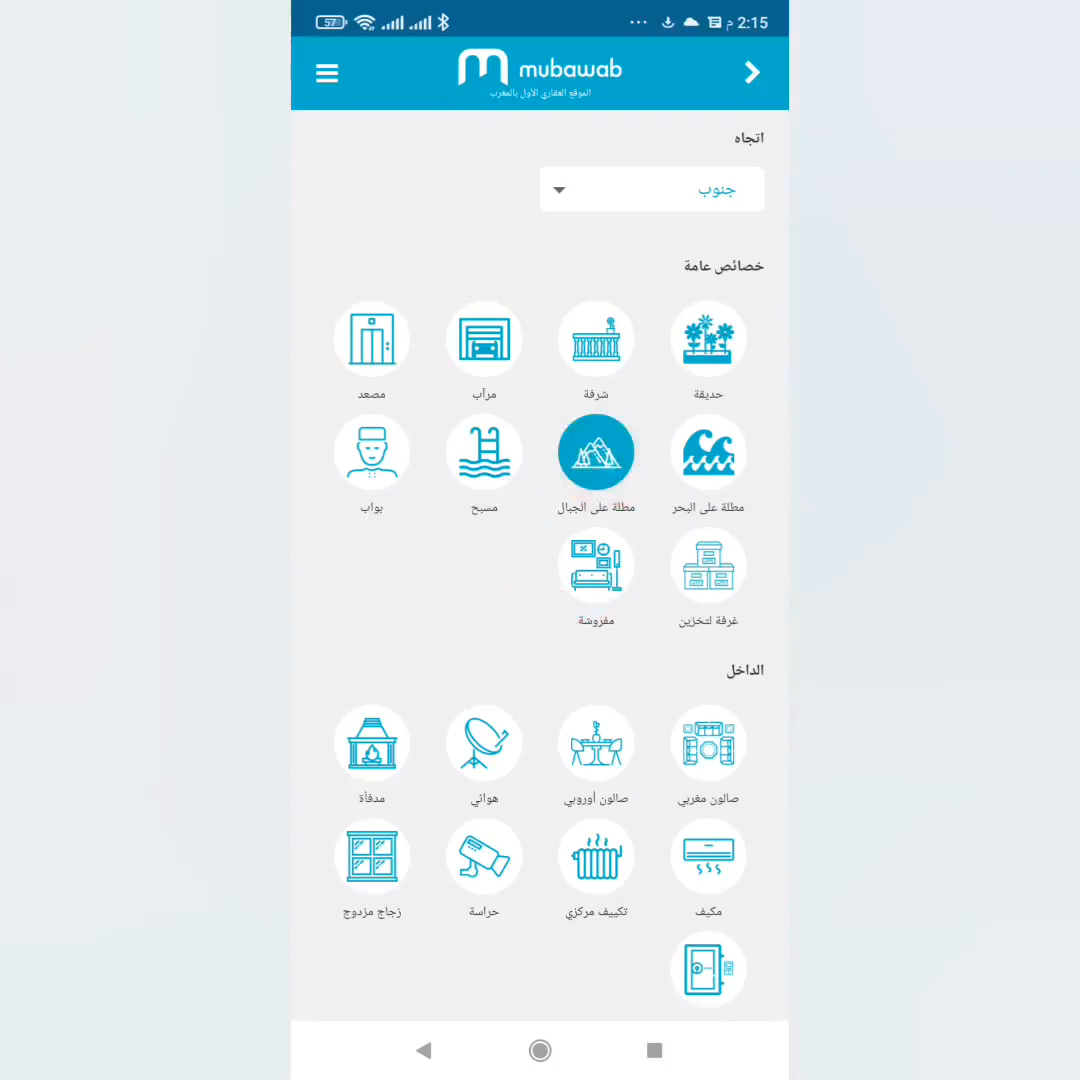 57 م 2:15
mubawab
الموقع العقاري الأول بالمغرب
اتجاه
جنوب
خصائص عامة
حديقة شرفة مرآب مصعد
مطلة على البحر مطلة على الجبال مسبح بواب
غرفة لتخزين مفروشة
الداخل
صالون مغربي صالون أوروبي هوائي مدفأة
مكيف تكييف مركزي حراسة زجاج مزدوج